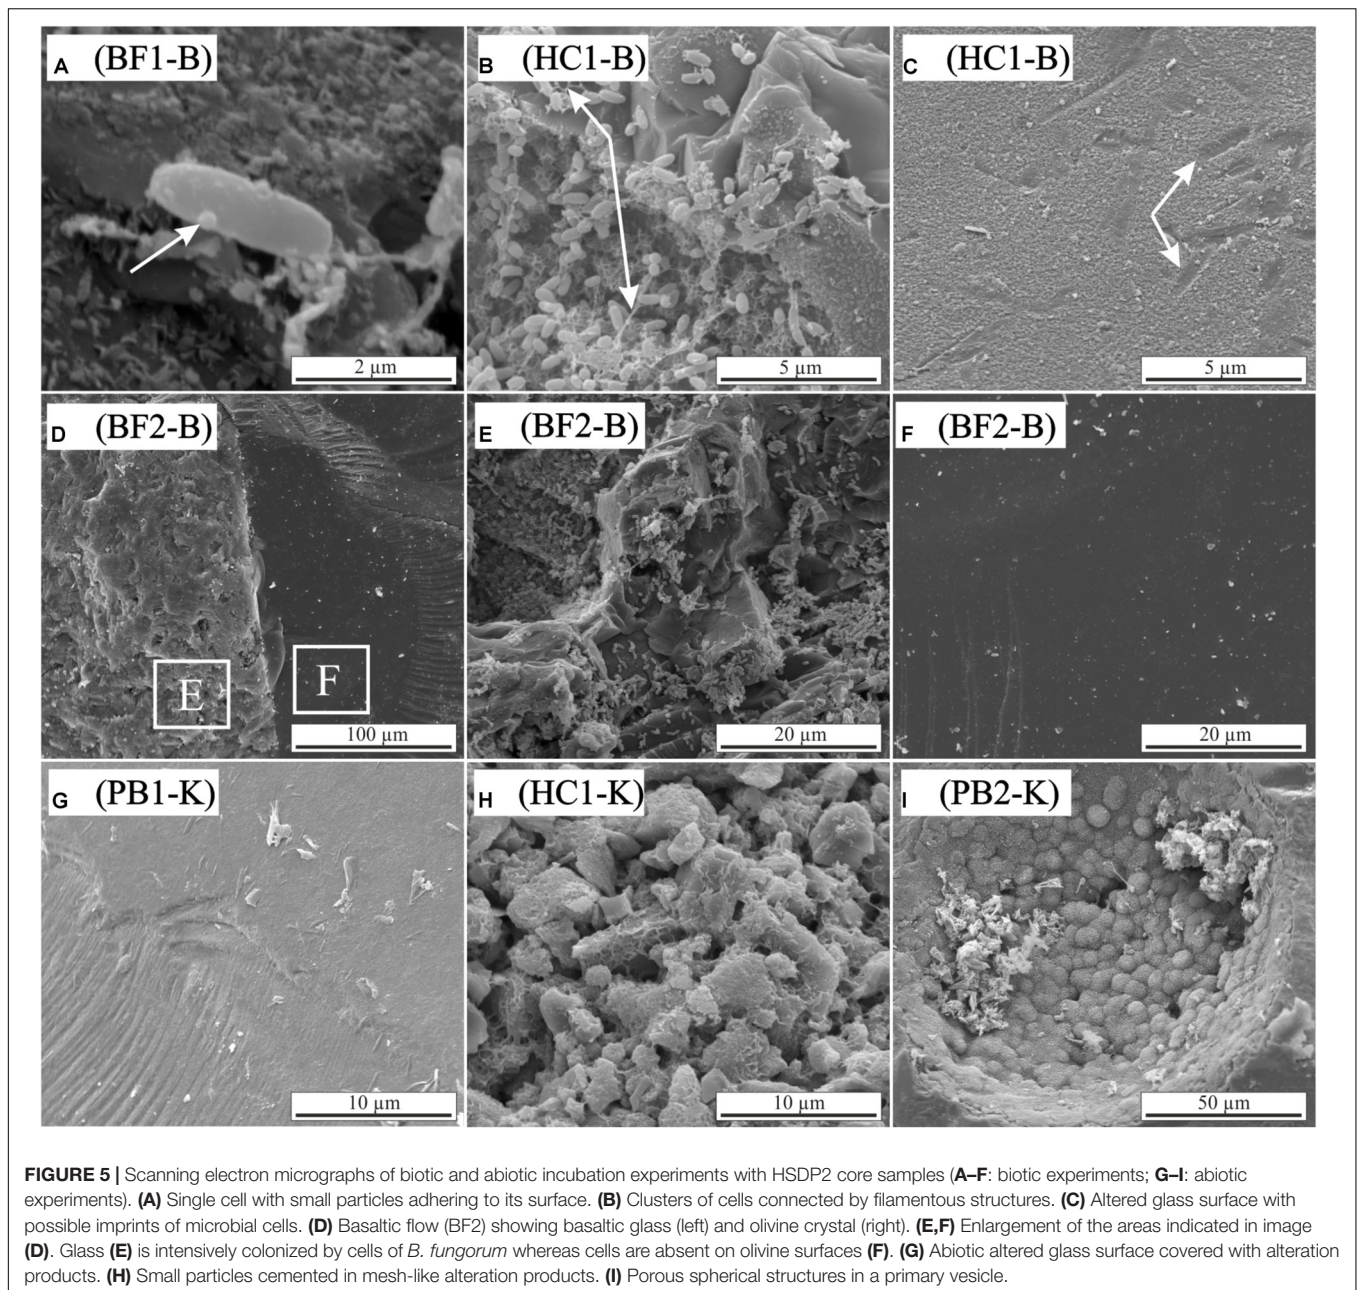 A (BF1-B)
2 µm
B (HC1-B)
5 µm
C (HC1-B)
5 µm
D (BF2-B)
E
F
100 µm
E (BF2-B)
20 µm
F (BF2-B)
20 µm
G (PB1-K)
10 µm
H (HC1-K)
10 µm
I (PB2-K)
50 µm
FIGURE 5 | Scanning electron micrographs of biotic and abiotic incubation experiments with HSDP2 core samples (A–F: biotic experiments; G–I: abiotic
experiments). (A) Single cell with small particles adhering to its surface. (B) Clusters of cells connected by filamentous structures. (C) Altered glass surface with
possible imprints of microbial cells. (D) Basaltic flow (BF2) showing basaltic glass (left) and olivine crystal (right). (E,F) Enlargement of the areas indicated in image
(D). Glass (E) is intensively colonized by cells of B. fungorum whereas cells are absent on olivine surfaces (F). (G) Abiotic altered glass surface covered with alteration
products. (H) Small particles cemented in mesh-like alteration products. (I) Porous spherical structures in a primary vesicle.